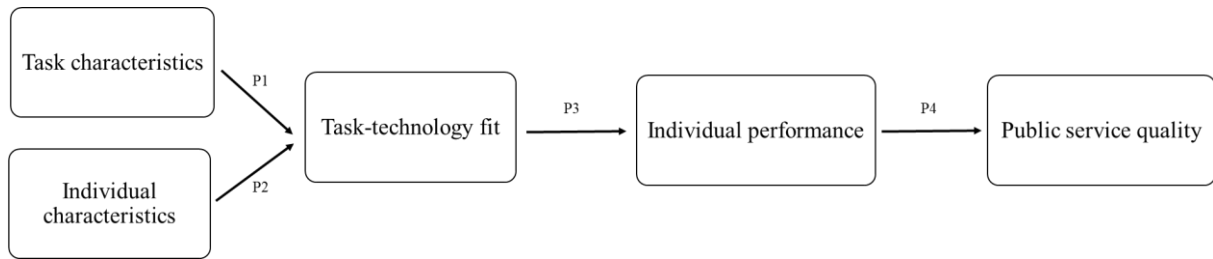 Task characteristics
P1
Individual
characteristics
P2
Task-technology fit
P3
Individual performance
P4
Public service quality